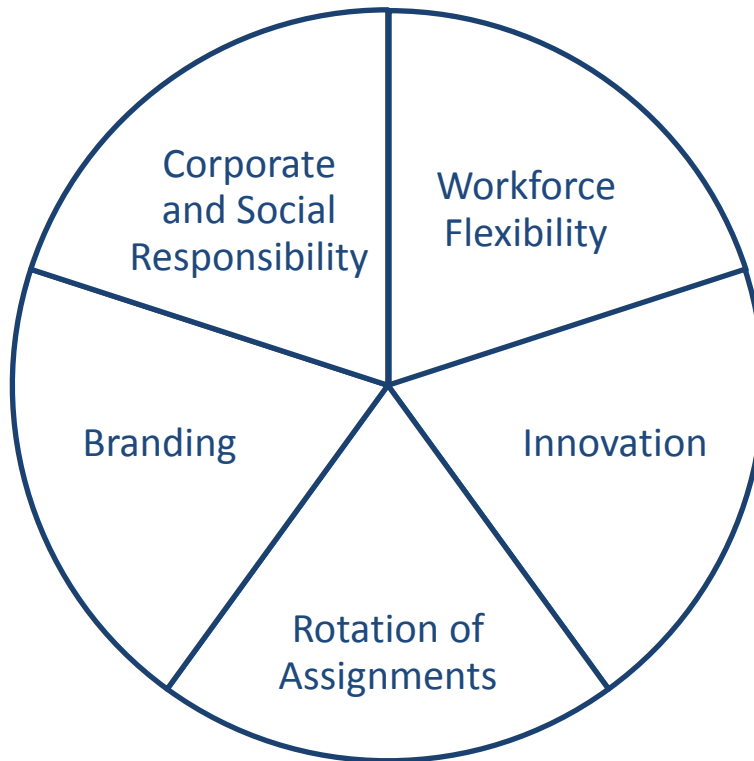 Corporate
and Social
Responsibility
Workforce
Flexibility
Branding
Innovation
Rotation of
Assignments